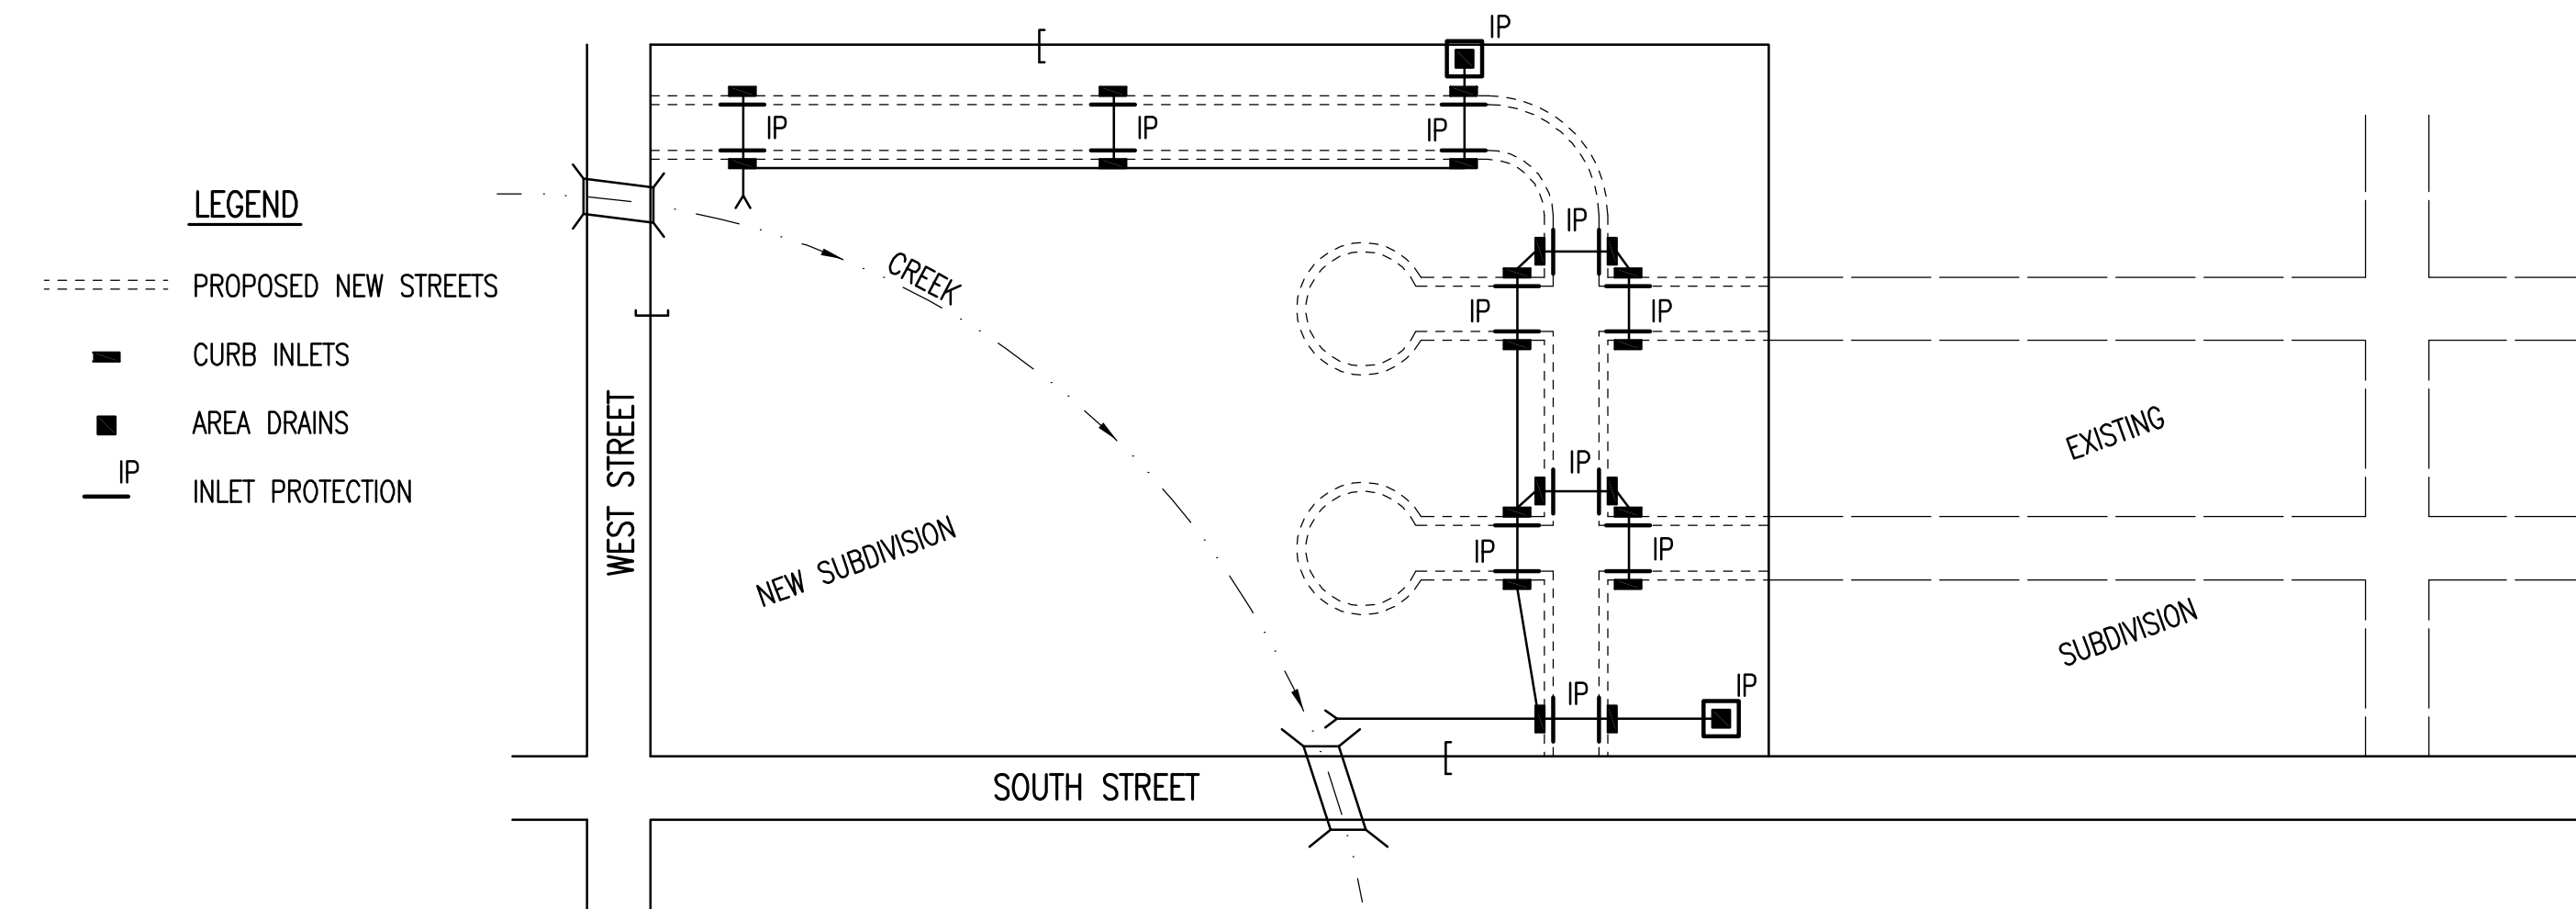 LEGEND
PROPOSED NEW STREETS
CURB INLETS
AREA DRAINS
IP
INLET PROTECTION
IP
IP
IP
IP
IP
IP
IP
IP
IP
IP
IP
IP
IP
CREEK
WEST STREET
NEW SUBDIVISION
SOUTH STREET
EXISTING
SUBDIVISION